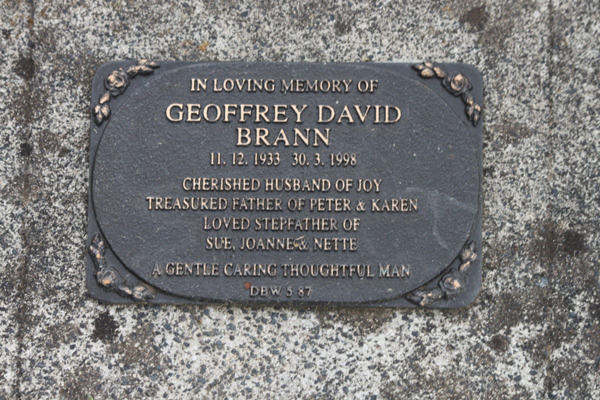 IN LOVING MEMORY OF
GEOFFREY DAVID
BRANN
11. 12. 1933 30. 3. 1998
CHERISHED HUSBAND OF JOY
TREASURED FATHER OF PETER & KAREN
LOVED STEPFATHER OF
SUE, JOANNE & NETTE
A GENTLE CARING THOUGHTFUL MAN
DBW 5 87